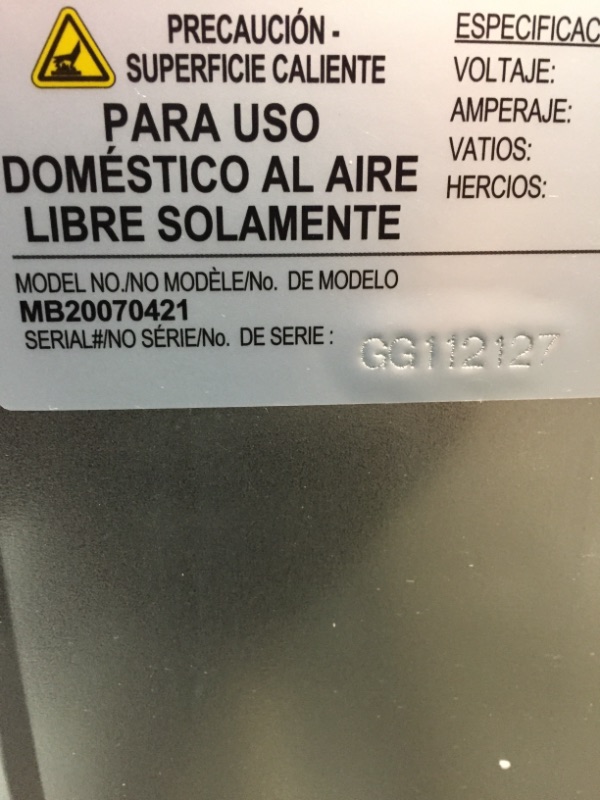 PRECAUCIÓN -
SUPERFICIE CALIENTE
PARA USO
DOMÉSTICO AL AIRE
LIBRE SOLAMENTE
ESPECIFICAC
VOLTAJE:
AMPERAJE:
VATIOS:
HERCIOS:
MODEL NO./NO MODÈLE/No. DE MODELO
MB20070421
SERIAL#/NO SÉRIE/No. DE SERIE :
GG112127